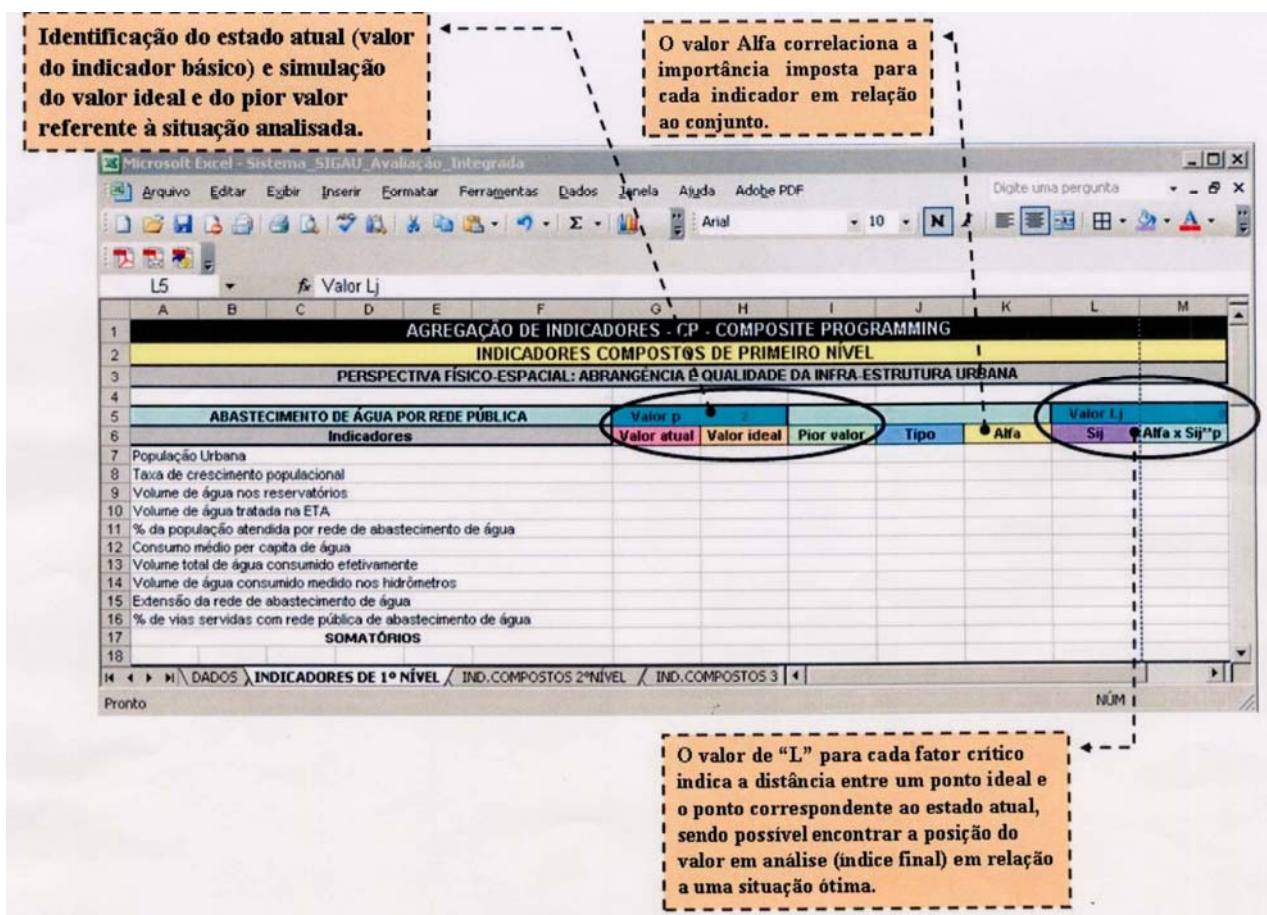 Identificação do estado atual (valor
do indicador básico) e simulação
do valor ideal e do pior valor
referente à situação analisada.
O valor Alfa correlaciona a
importância imposta para
cada indicador em relação
ao conjunto.
Microsoft Excel - Sistema_SIGAU_Avaliação_Integrada
Arquivo Editar Exibir Inserir Formatar Ferramentas Dados Janela Ajuda Adobe PDF Digite uma pergunta
Arial 10 N
L5 fx Valor Lj
A B C D E F G H I J K L M
1 AGREGAÇÃO DE INDICADORES - CP - COMPOSITE PROGRAMMING
2 INDICADORES COMPOSTOS DE PRIMEIRO NÍVEL
3 PERSPECTIVA FÍSICO-ESPACIAL: ABRANGÊNCIA E QUALIDADE DA INFRA-ESTRUTURA URBANA
4
5 ABASTECIMENTO DE ÁGUA POR REDE PÚBLICA Valor p 2 Valor Lj
6 Indicadores Valor atual Valor ideal Pior valor Tipo Alfa Sij Alfa x Sij**p
7 População Urbana
8 Taxa de crescimento populacional
9 Volume de água nos reservatórios
10 Volume de água tratada na ETA
11 % da população atendida por rede de abastecimento de água
12 Consumo médio per capita de água
13 Volume total de água consumido efetivamente
14 Volume de água consumido medido nos hidrômetros
15 Extensão da rede de abastecimento de água
16 % de vias servidas com rede pública de abastecimento de água
17 SOMATÓRIOS
18
DADOS INDICADORES DE 1º NÍVEL IND.COMPOSTOS 2ºNÍVEL IND.COMPOSTOS 3
Pronto NÚM
O valor de “L” para cada fator crítico
indica a distância entre um ponto ideal e
o ponto correspondente ao estado atual,
sendo possível encontrar a posição do
valor em análise (índice final) em relação
a uma situação ótima.